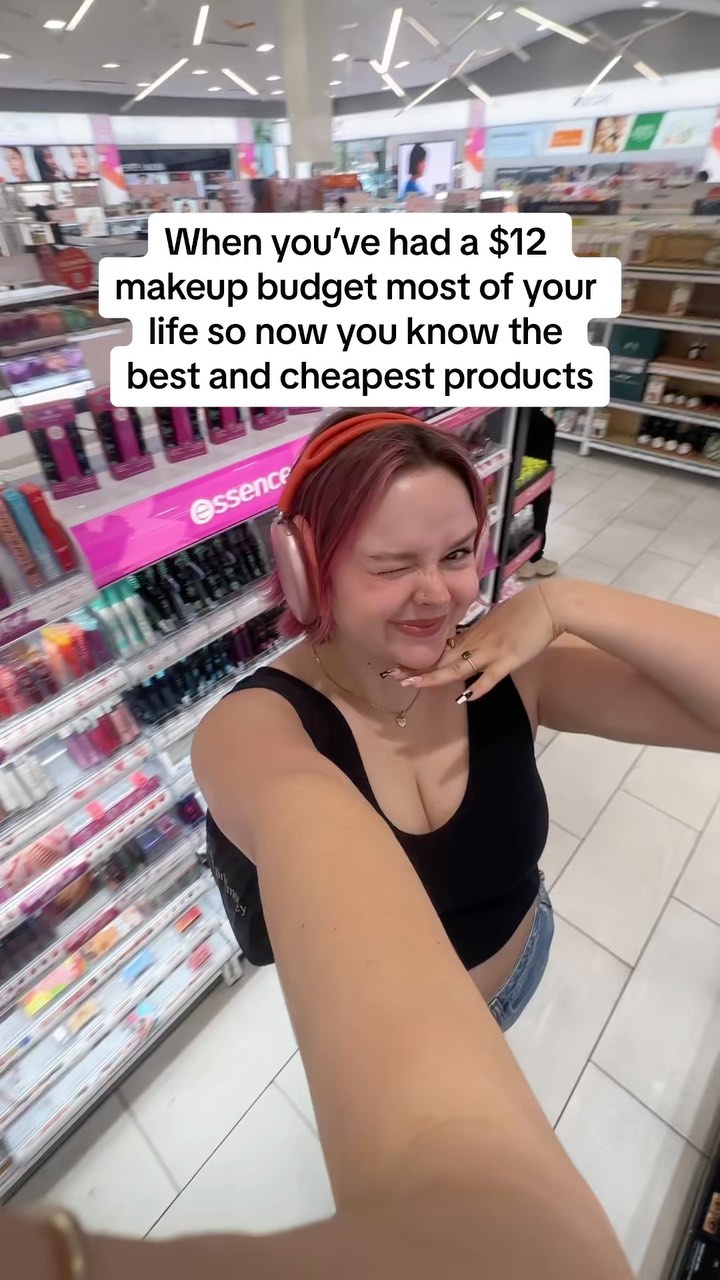 When you’ve had a $12
makeup budget most of your
life so now you know the
best and cheapest products
essence